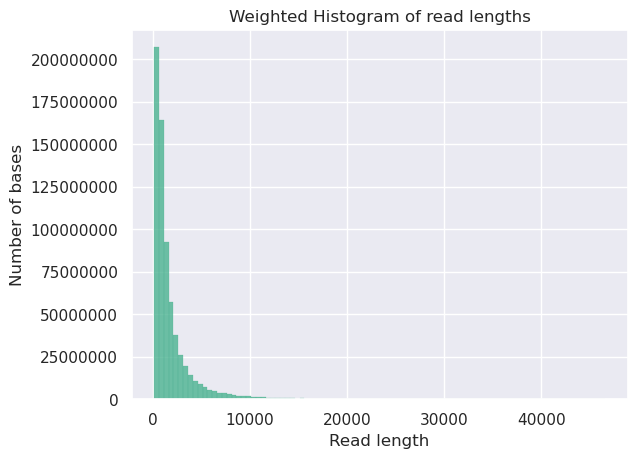 Weighted Histogram of read lengths
Number of bases
200000000
175000000
150000000
125000000
100000000
75000000
50000000
25000000
0
0 10000 20000 30000 40000
Read length